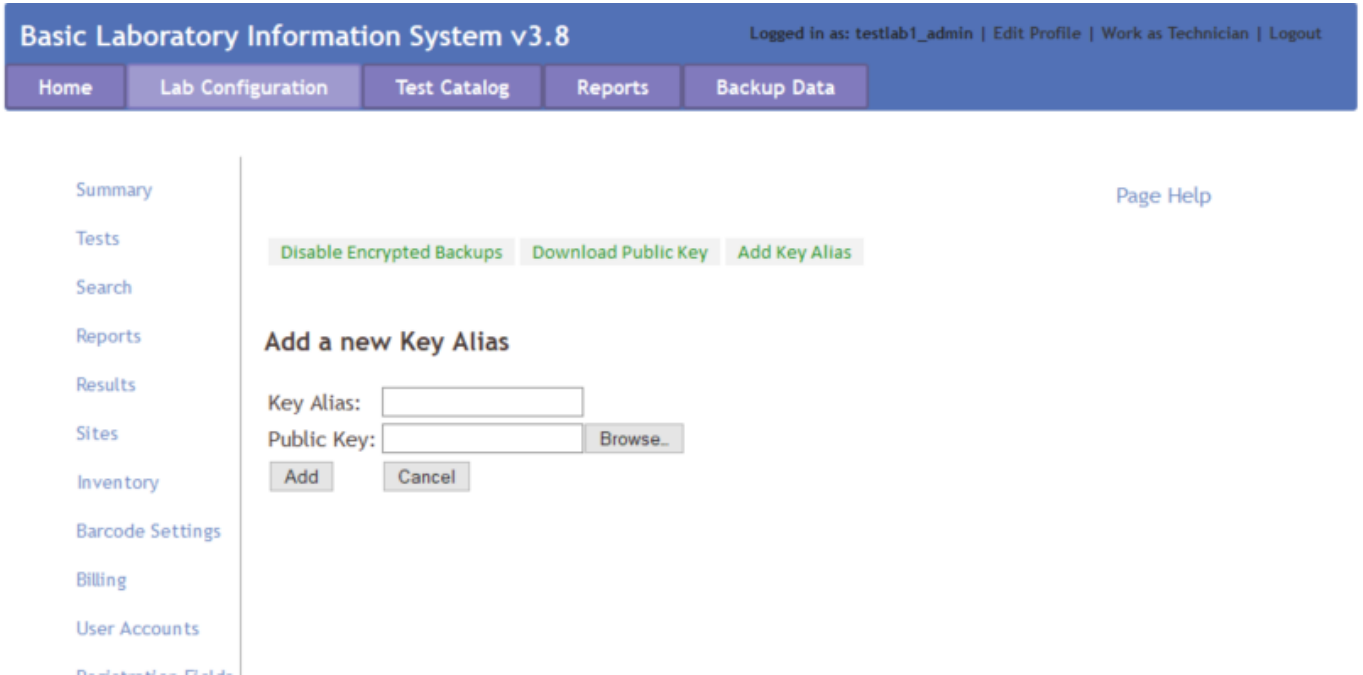 Basic Laboratory Information System v3.8
Logged in as: testlab1_admin | Edit Profile | Work as Technician | Logout
Home Lab Configuration Test Catalog Reports Backup Data
Page Help
Summary
Tests
Search
Reports
Results
Sites
Inventory
Barcode Settings
Billing
User Accounts
Registration Fields
Disable Encrypted Backups Download Public Key Add Key Alias
Add a new Key Alias
Key Alias:
Public Key: Browse..
Add Cancel